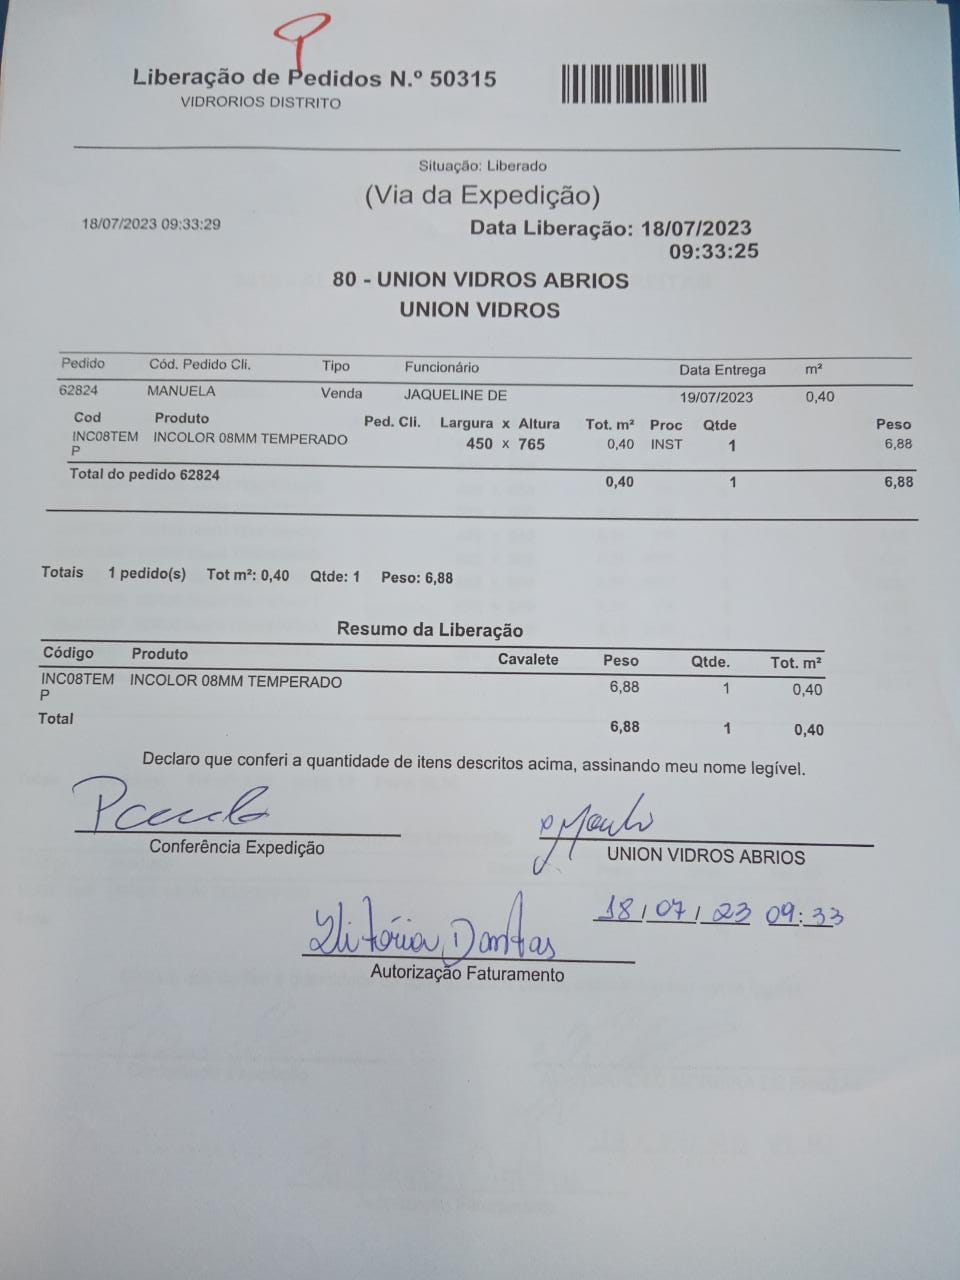 Liberação de Pedidos N.º 50315
VIDRORIOS DISTRITO
Situação: Liberado
(Via da Expedição)
18/07/2023 09:33:29
Data Liberação: 18/07/2023
09:33:25
80 - UNION VIDROS ABRIOS
UNION VIDROS
Pedido Cód. Pedido Cli. Tipo Funcionário Data Entrega m²
62824 MANUELA Venda JAQUELINE DE 19/07/2023 0,40
Cod Produto Ped. Cli. Largura x Altura Tot. m² Proc Qtde Peso
INC08TEM INCOLOR 08MM TEMPERADO 450 x 765 0,40 INST 1 6,88
P
Total do pedido 62824 0,40 1 6,88
Totais 1 pedido(s) Tot m²: 0,40 Qtde: 1 Peso: 6,88
Resumo da Liberação
Código Produto Cavalete Peso Qtde. Tot. m²
INC08TEM INCOLOR 08MM TEMPERADO 6,88 1 0,40
P
Total 6,88 1 0,40
Declaro que conferi a quantidade de itens descritos acima, assinando meu nome legível.
Conferência Expedição
UNION VIDROS ABRIOS
18/07/23 09:33
Dantas
Autorização Faturamento